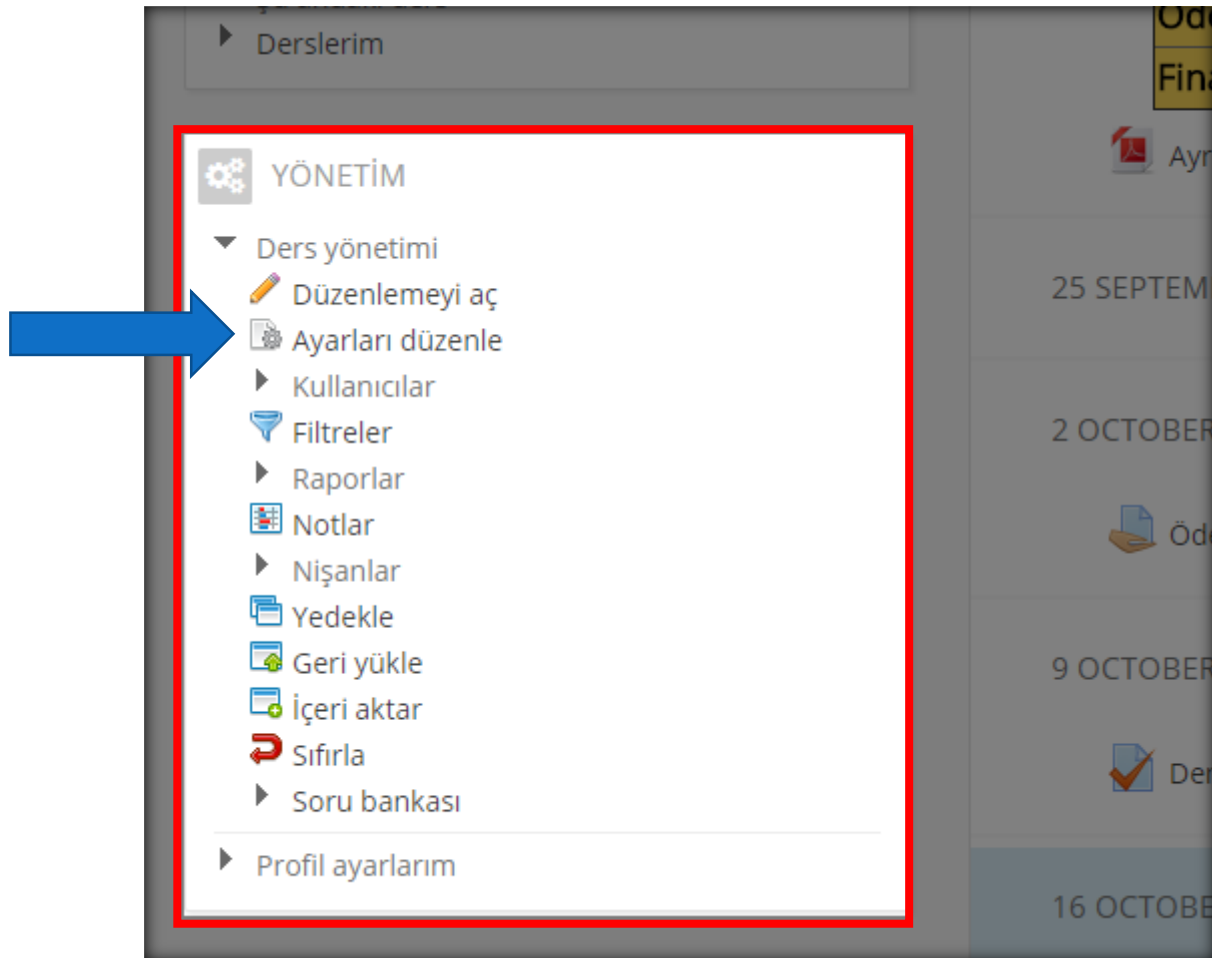 Derslerim
YÖNETİM
Ders yönetimi
Düzenlemeyi aç
Ayarları düzenle
Kullanıcılar
Filtreler
Raporlar
Notlar
Nişanlar
Yedekle
Geri yükle
İçeri aktar
Sıfırla
Soru bankası
Profil ayarlarım
25 SEPTEM
2 OCTOBER
9 OCTOBER
16 OCTOBE